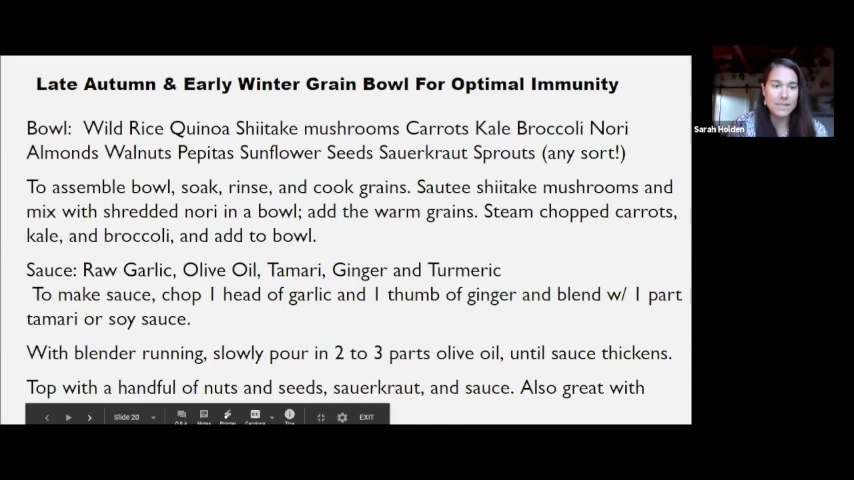 Late Autumn & Early Winter Grain Bowl For Optimal Immunity
Bowl: Wild Rice Quinoa Shiitake mushrooms Carrots Kale Broccoli Nori
Almonds Walnuts Pepitas Sunflower Seeds Sauerkraut Sprouts (any sort!)
To assemble bowl, soak, rinse, and cook grains. Sautee shiitake mushrooms and
mix with shredded nori in a bowl; add the warm grains. Steam chopped carrots,
kale, and broccoli, and add to bowl.
Sauce: Raw Garlic, Olive Oil, Tamari, Ginger and Turmeric
To make sauce, chop 1 head of garlic and 1 thumb of ginger and blend w/ 1 part
tamari or soy sauce.
With blender running, slowly pour in 2 to 3 parts olive oil, until sauce thickens.
Top with a handful of nuts and seeds, sauerkraut, and sauce. Also great with
Slide 20
EXIT
Sarah Holden